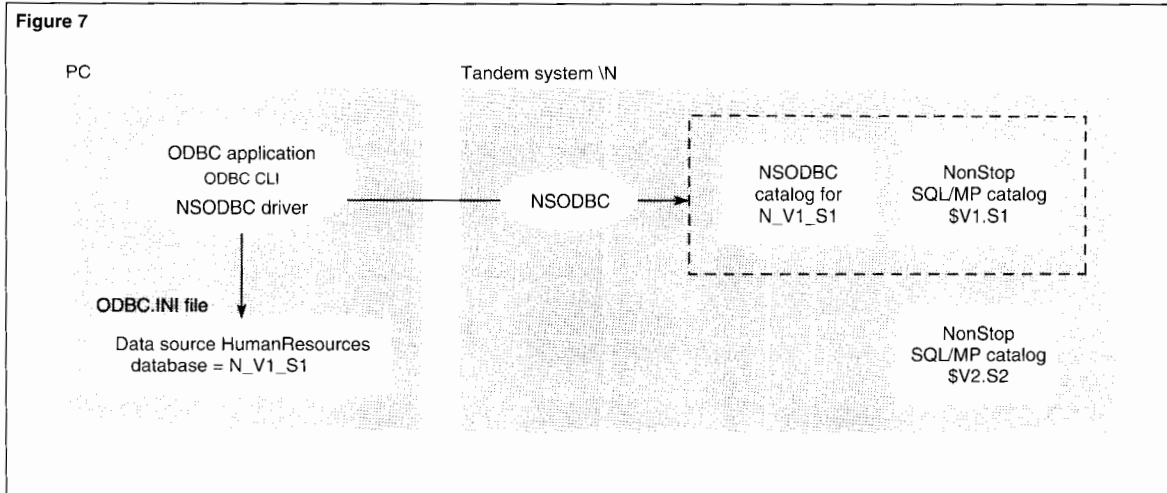 Figure 7
PC
Tandem system \N
ODBC application
ODBC CLI
NSODBC driver
NSODBC
NSODBC
catalog for
N_V1_S1
NonStop
SQL/MP catalog
$V1.S1
ODBC.INI file
Data source HumanResources
database = N_V1_S1
NonStop
SQL/MP catalog
$V2.S2